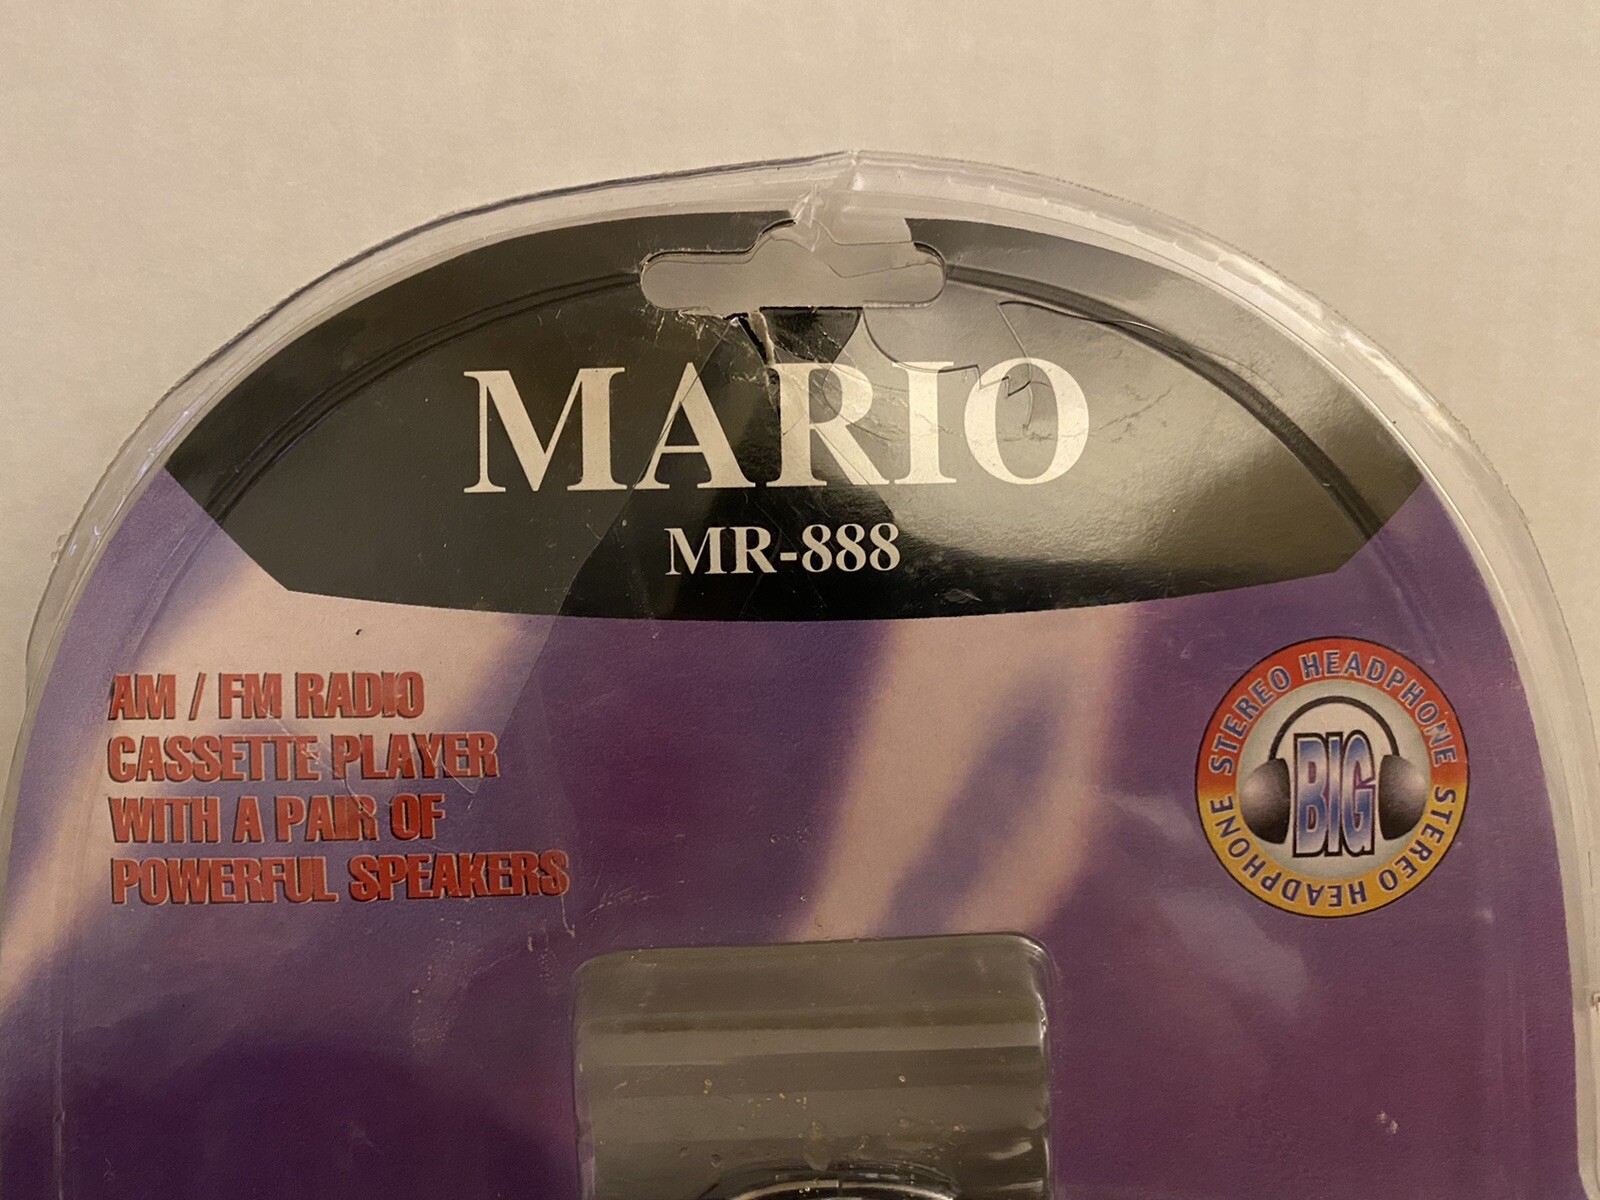 MARIO
MR-888
AM / FM RADIO
CASSETTE PLAYER
WITH A PAIR OF
POWERFUL SPEAKERS
STEREO HEADPHONE
BIG
STEREO HEADPHONE